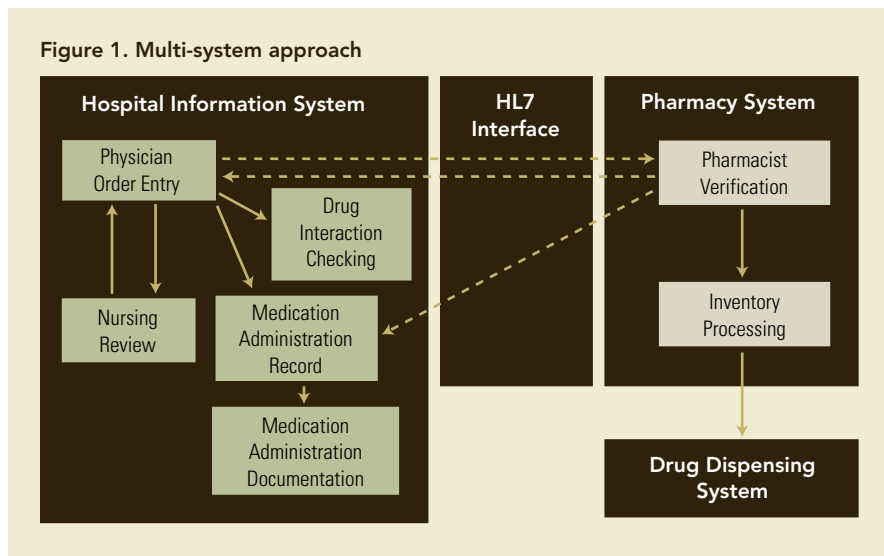 Figure 1. Multi-system approach
Hospital Information System
Physician
Order Entry
Drug
Interaction
Checking
Nursing
Review
Medication
Administration
Record
Medication
Administration
Documentation
HL7
Interface
Pharmacy System
Pharmacist
Verification
Inventory
Processing
Drug Dispensing
System